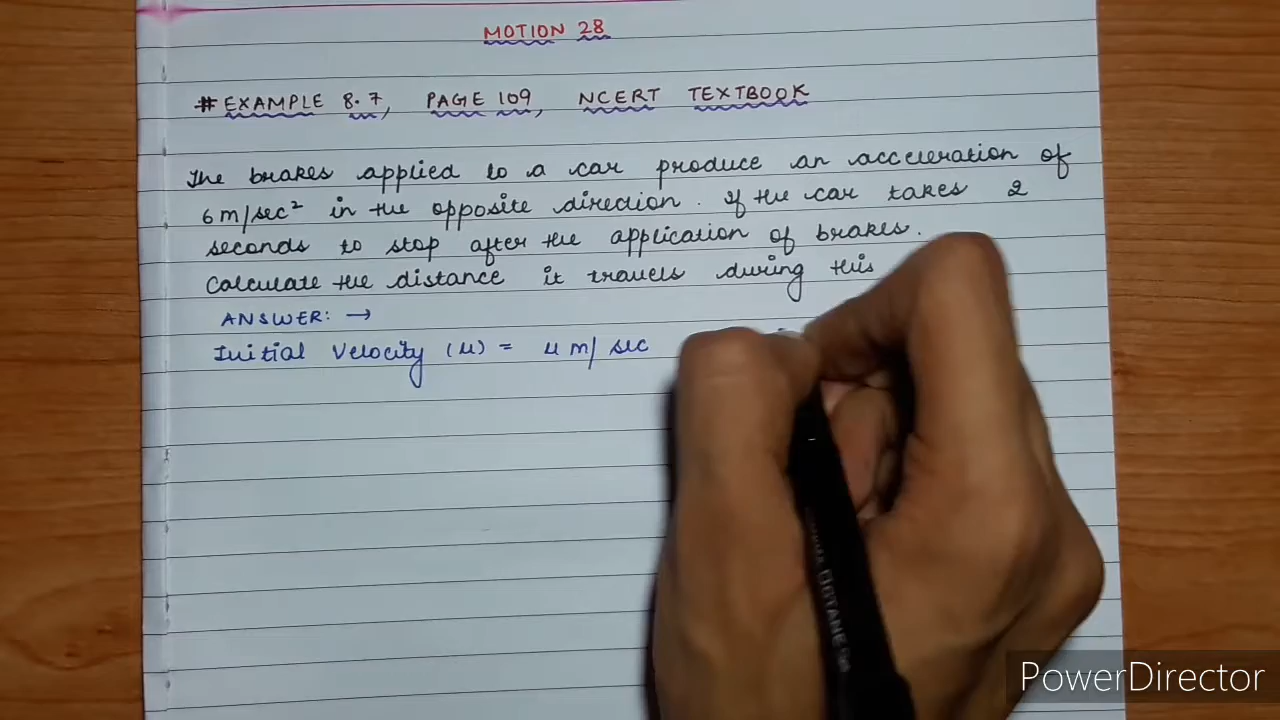 MOTION 28
# EXAMPLE 8.7, PAGE 109, NCERT TEXTBOOK
The brakes applied to a car produce an acceleration of
6 m/sec² in the opposite direction. If the car takes 2
seconds to stop after the application of brakes.
Calculate the distance it travels during this
ANSWER: →
Initial Velocity (u) = u m/sec
OCTANE
PowerDirector